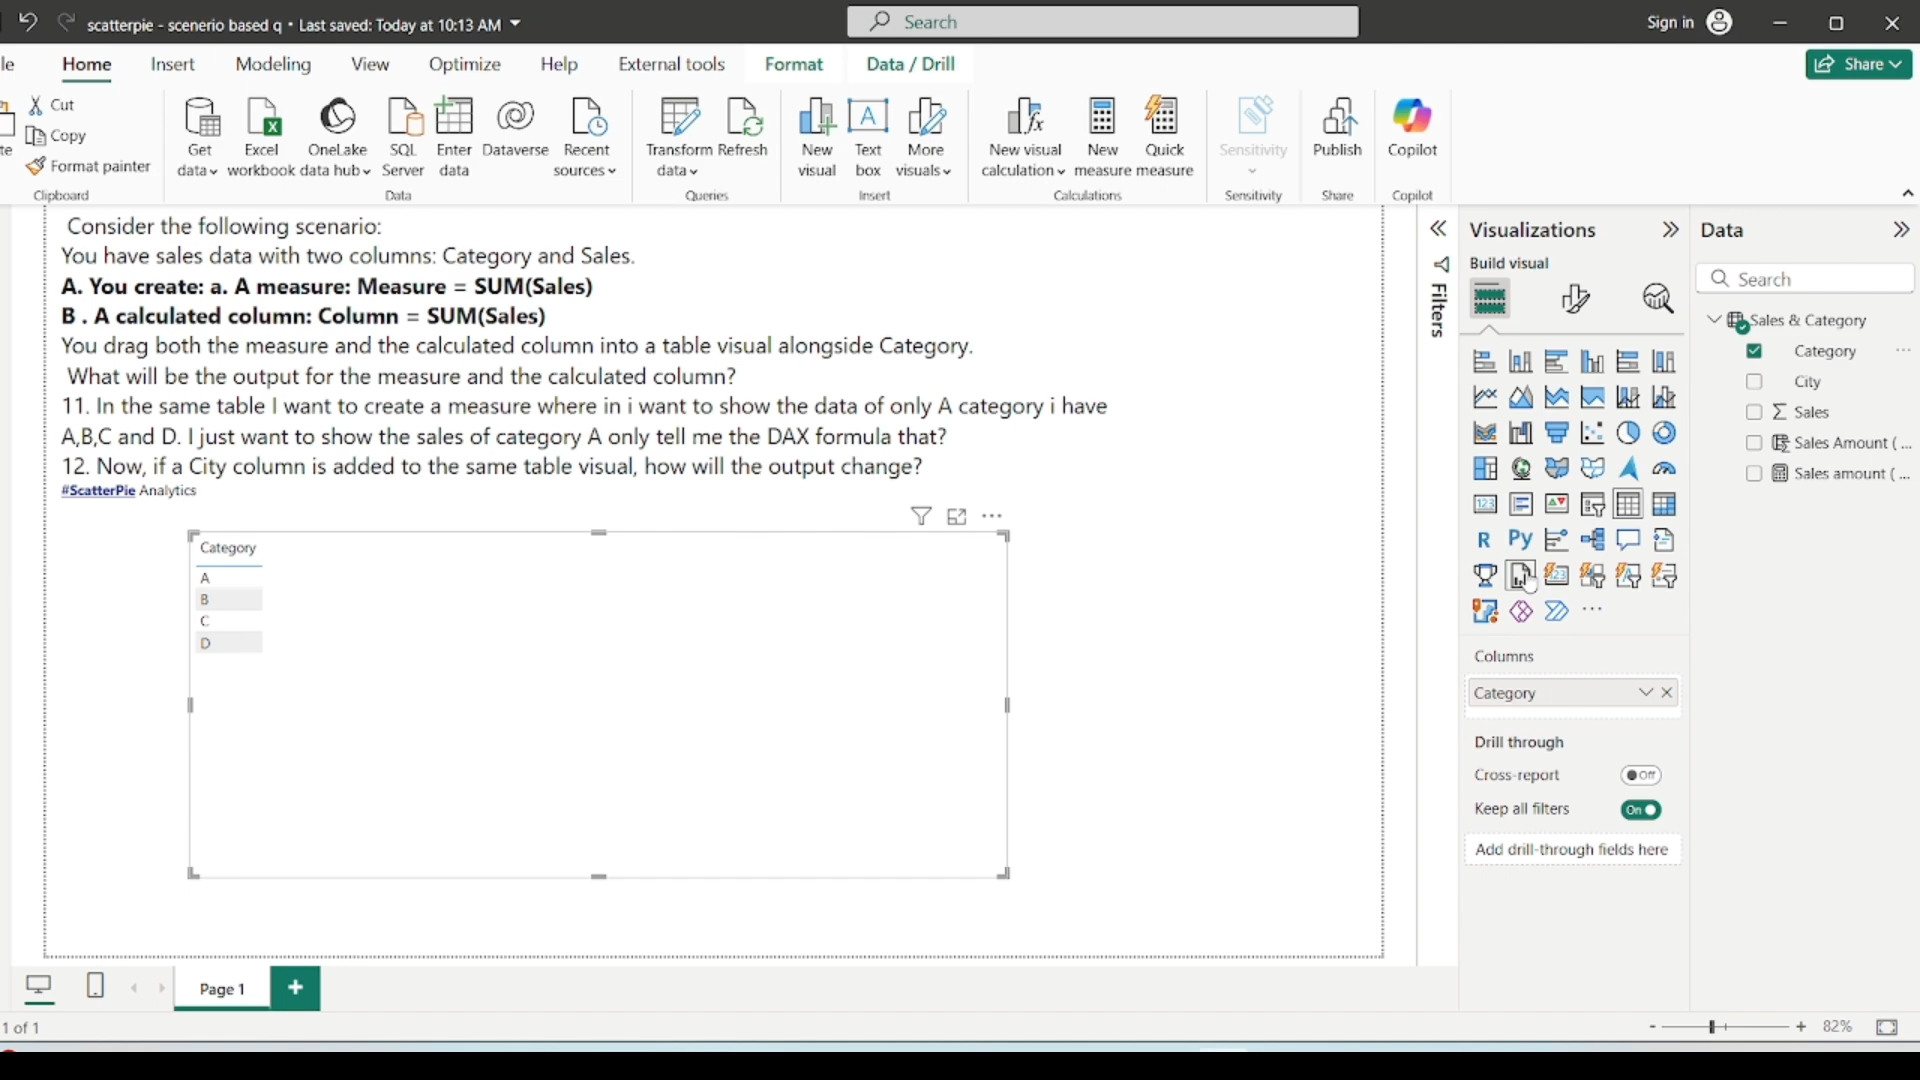 scatterpie - scenerio based q • Last saved: Today at 10:13 AM
Search
Sign in
le
Home
Insert
Modeling
View
Optimize
Help
External tools
Format
Data / Drill
Share
Cut
Copy
Format painter
te
Clipboard
Get data
Excel workbook
OneLake data hub
SQL Server
Enter data
Dataverse
Recent sources
Data
Transform data
Refresh
Queries
New visual
Text box
More visuals
Insert
New visual calculation
New measure
Quick measure
Calculations
Sensitivity
Sensitivity
Publish
Share
Copilot
Copilot
Consider the following scenario:
You have sales data with two columns: Category and Sales.
A. You create: a. A measure: Measure = SUM(Sales)
B . A calculated column: Column = SUM(Sales)
You drag both the measure and the calculated column into a table visual alongside Category.
What will be the output for the measure and the calculated column?
11. In the same table I want to create a measure where in i want to show the data of only A category i have
A,B,C and D. I just want to show the sales of category A only tell me the DAX formula that?
12. Now, if a City column is added to the same table visual, how will the output change?
#ScatterPie Analytics
Category
A
B
C
D
Filters
Visualizations
Build visual
R
Py
123
123
Columns
Category
Drill through
Cross-report
Off
Keep all filters
On
Add drill-through fields here
Data
Search
Sales & Category
Category
City
Sales
Sales Amount ( ...
Sales amount ( ...
Page 1
1 of 1
82%